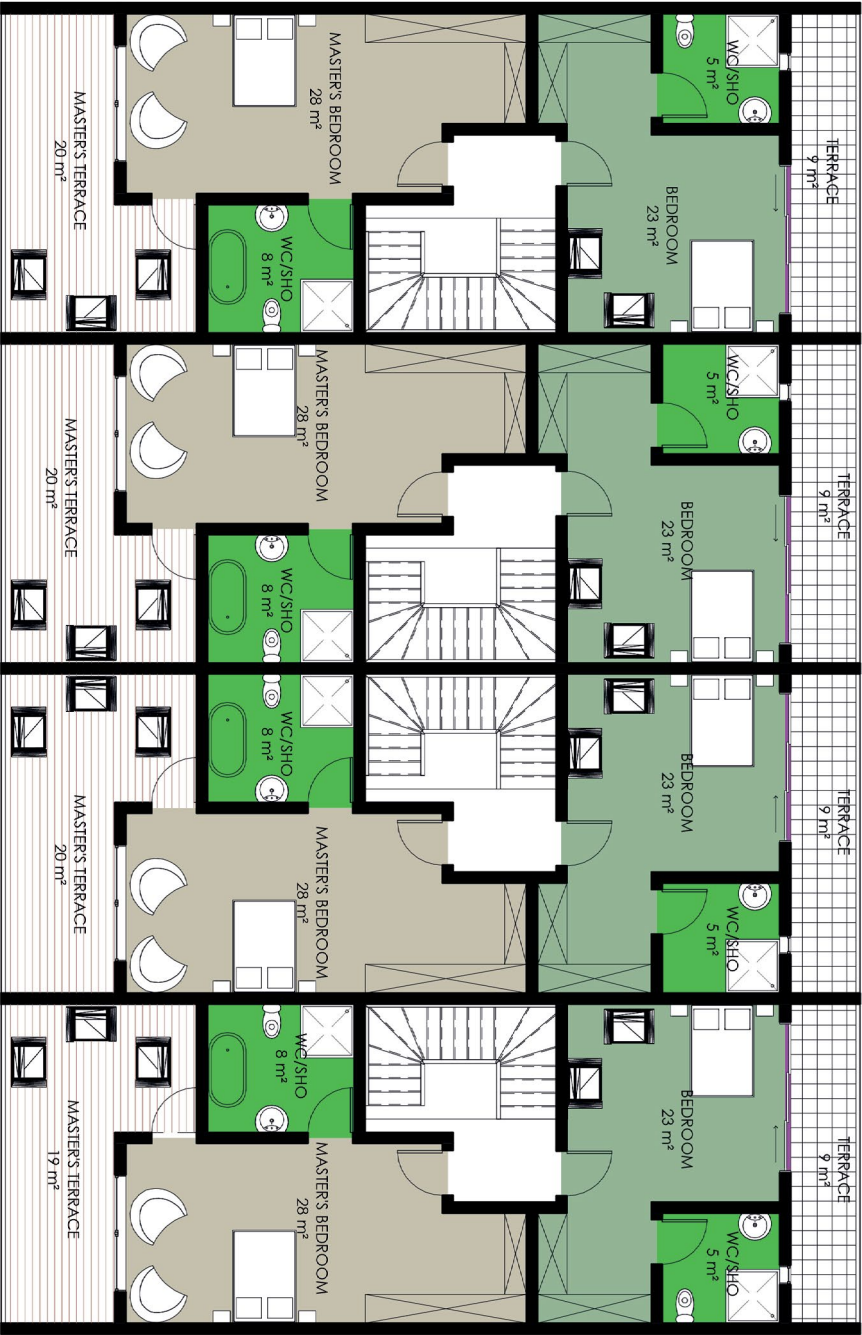 WC/SHO
5 m²
TERRACE
9 m²
MASTER'S BEDROOM
28 m²
MASTER'S TERRACE
20 m²
BEDROOM
23 m²
WC/SHO
8 m²
WC/SHO
5 m²
TERRACE
9 m²
MASTER'S BEDROOM
28 m²
MASTER'S TERRACE
20 m²
BEDROOM
23 m²
WC/SHO
8 m²
WC/SHO
8 m²
BEDROOM
23 m²
TERRACE
9 m²
MASTER'S TERRACE
20 m²
MASTER'S BEDROOM
28 m²
WC/SHO
5 m²
WC/SHO
8 m²
BEDROOM
23 m²
TERRACE
9 m²
MASTER'S TERRACE
19 m²
MASTER'S BEDROOM
28 m²
WC/SHO
5 m²